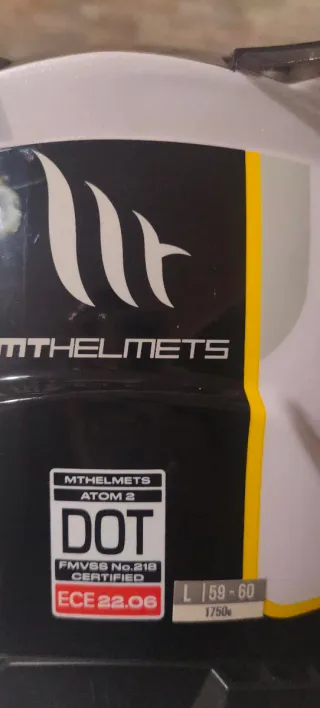 MTHELMETS
MTHELMETS
ATOM 2
DOT
FMVSS No.218
CERTIFIED
ECE 22.06
L | 59 - 60
1750g